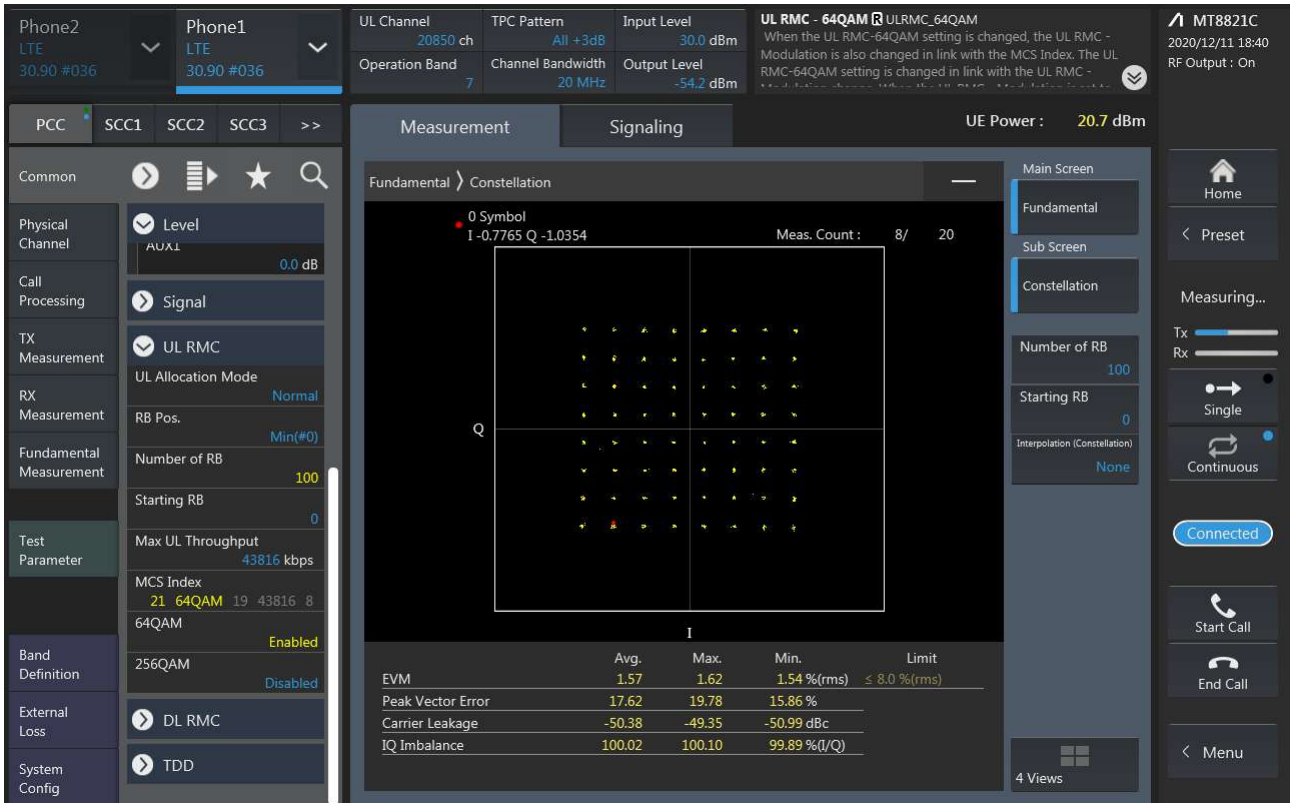 Phone2
LTE
30.90 #036
Phone1
LTE
30.90 #036
UL Channel
20850 ch
Operation Band
7
TPC Pattern
All +3dB
Channel Bandwidth
20 MHz
Input Level
30.0 dBm
Output Level
-54.2 dBm
UL RMC - 64QAM R ULRMC_64QAM
When the UL RMC-64QAM setting is changed, the UL RMC -
Modulation is also changed in link with the MCS Index. The UL
RMC-64QAM setting is changed in link with the UL RMC -
MT8821C
2020/12/11 18:40
RF Output : On
PCC
SCC1
SCC2
SCC3
>>
Measurement
Signaling
UE Power : 20.7 dBm
Common
Physical
Channel
Call
Processing
TX
Measurement
RX
Measurement
Fundamental
Measurement
Test
Parameter
Band
Definition
External
Loss
System
Config
Level
AUX1
0.0 dB
Signal
UL RMC
UL Allocation Mode
Normal
RB Pos.
Min(#0)
Number of RB
100
Starting RB
0
Max UL Throughput
43816 kbps
MCS Index
21 64QAM 19 43816 8
64QAM
Enabled
256QAM
Disabled
DL RMC
TDD
Fundamental 〉 Constellation
0 Symbol
I -0.7765 Q -1.0354
Meas. Count : 8/ 20
Q
I
Avg. Max. Min. Limit
EVM 1.57 1.62 1.54 %(rms) ≤ 8.0 %(rms)
Peak Vector Error 17.62 19.78 15.86 %
Carrier Leakage -50.38 -49.35 -50.99 dBc
IQ Imbalance 100.02 100.10 99.89 %(I/Q)
Main Screen
Fundamental
Sub Screen
Constellation
Number of RB
100
Starting RB
0
Interpolation (Constellation)
None
4 Views
Home
< Preset
Measuring...
Tx
Rx
Single
Continuous
Connected
Start Call
End Call
< Menu